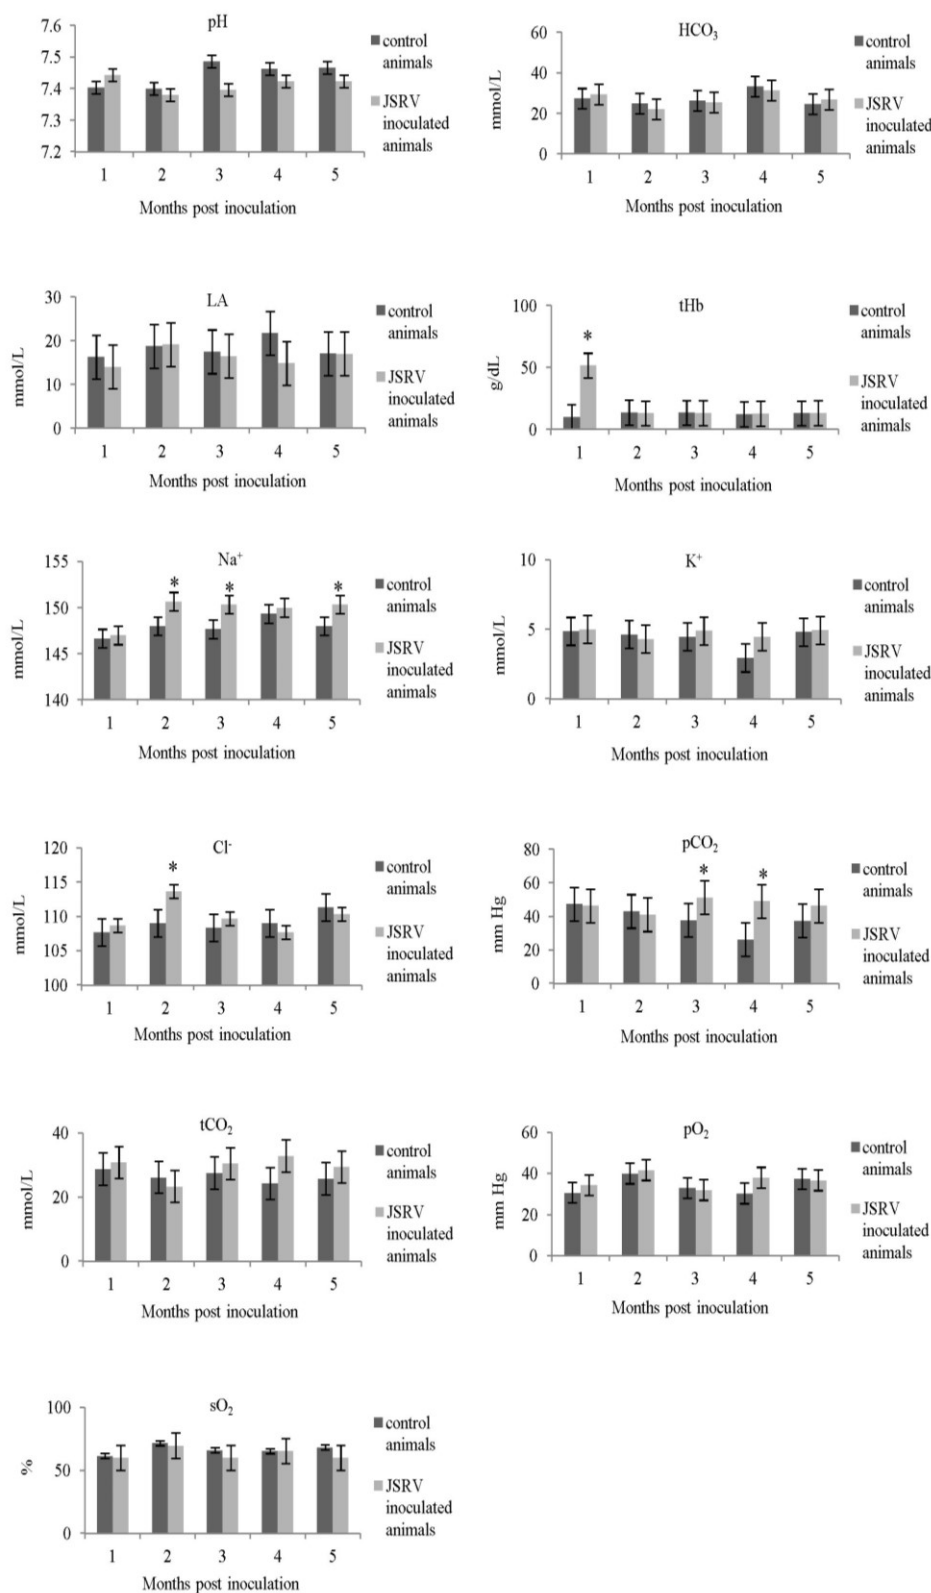 pH
7.6
7.5
7.4
7.3
7.2
1 2 3 4 5
Months post inoculation
control
animals
JSRV
inoculated
animals
HCO3
mmol/L
60
40
20
0
1 2 3 4 5
Months post inoculation
control
animals
JSRV
inoculated
animals
LA
mmol/L
30
20
10
0
1 2 3 4 5
Months post inoculation
control
animals
JSRV
inoculated
animals
tHb
g/dL
100
50
0
*
1 2 3 4 5
Months post inoculation
control
animals
JSRV
inoculated
animals
Na+
mmol/L
155
150
145
140
* * *
1 2 3 4 5
Months post inoculation
control
animals
JSRV
inoculated
animals
K+
mmol/L
10
5
0
1 2 3 4 5
Months post inoculation
control
animals
JSRV
inoculated
animals
Cl-
mmol/L
120
115
110
105
100
*
1 2 3 4 5
Months post inoculation
control
animals
JSRV
inoculated
animals
pCO2
mm Hg
80
60
40
20
0
* *
1 2 3 4 5
Months post inoculation
control
animals
JSRV
inoculated
animals
tCO2
mmol/L
40
20
0
1 2 3 4 5
Months post inoculation
control
animals
JSRV
inoculated
animals
pO2
mm Hg
60
40
20
0
1 2 3 4 5
Months post inoculation
control
animals
JSRV
inoculated
animals
sO2
%
100
50
0
1 2 3 4 5
Months post inoculation
control
animals
JSRV
inoculated
animals